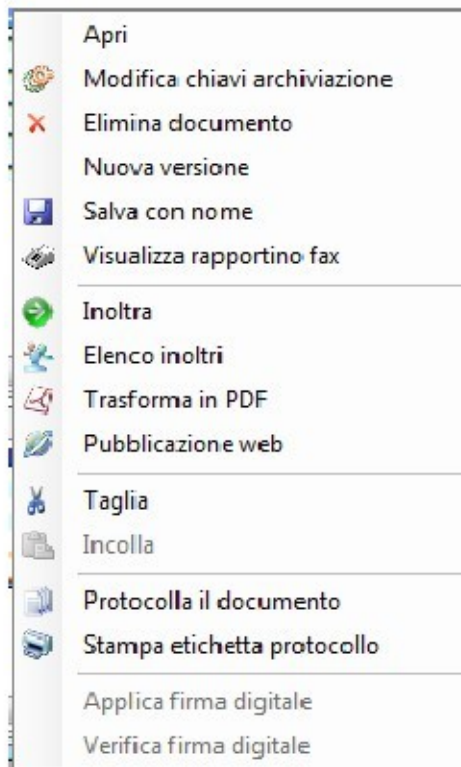 Apri
Modifica chiavi archiviazione
Elimina documento
Nuova versione
Salva con nome
Visualizza rapportino fax
Inoltra
Elenco inoltri
Trasforma in PDF
Pubblicazione web
Taglia
Incolla
Protocolla il documento
Stampa etichetta protocollo
Applica firma digitale
Verifica firma digitale